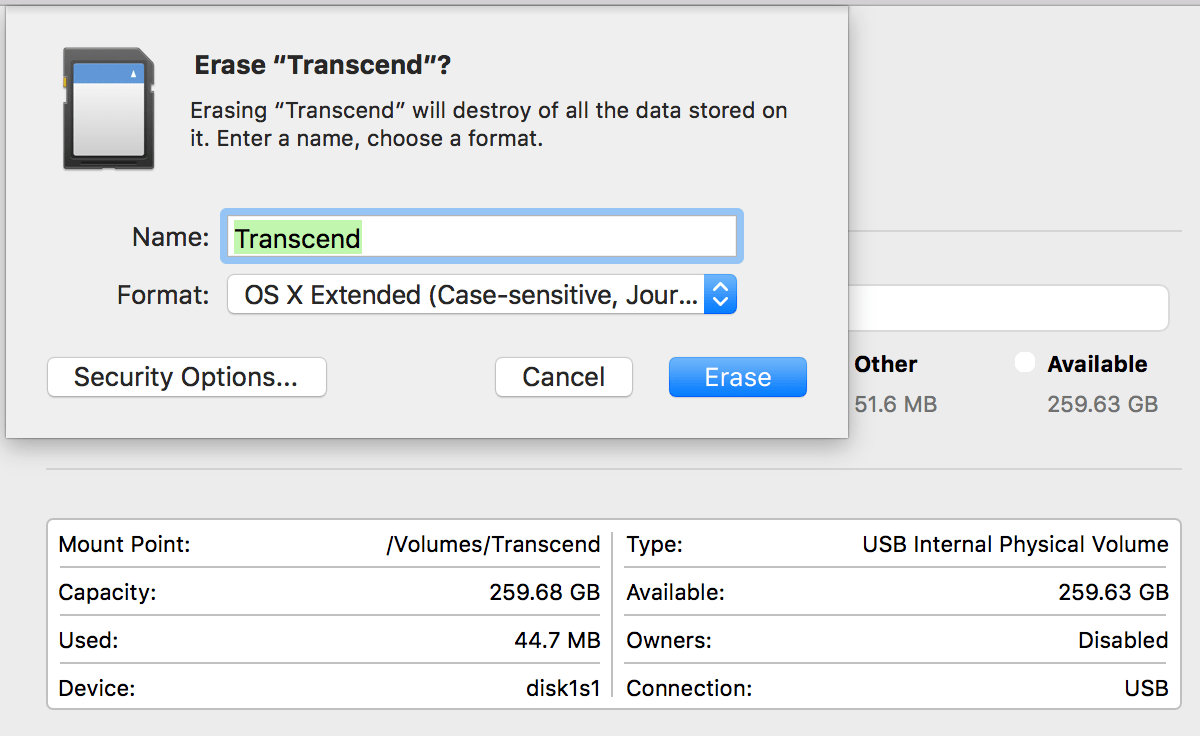 Erase “Transcend”?
Erasing “Transcend” will destroy of all the data stored on
it. Enter a name, choose a format.
Name: Transcend
Format: OS X Extended (Case-sensitive, Jour...
Security Options...
Cancel
Erase
Other
Available
51.6 MB
259.63 GB
Mount Point: /Volumes/Transcend
Capacity: 259.68 GB
Used: 44.7 MB
Device: disk1s1
Type: USB Internal Physical Volume
Available: 259.63 GB
Owners: Disabled
Connection: USB